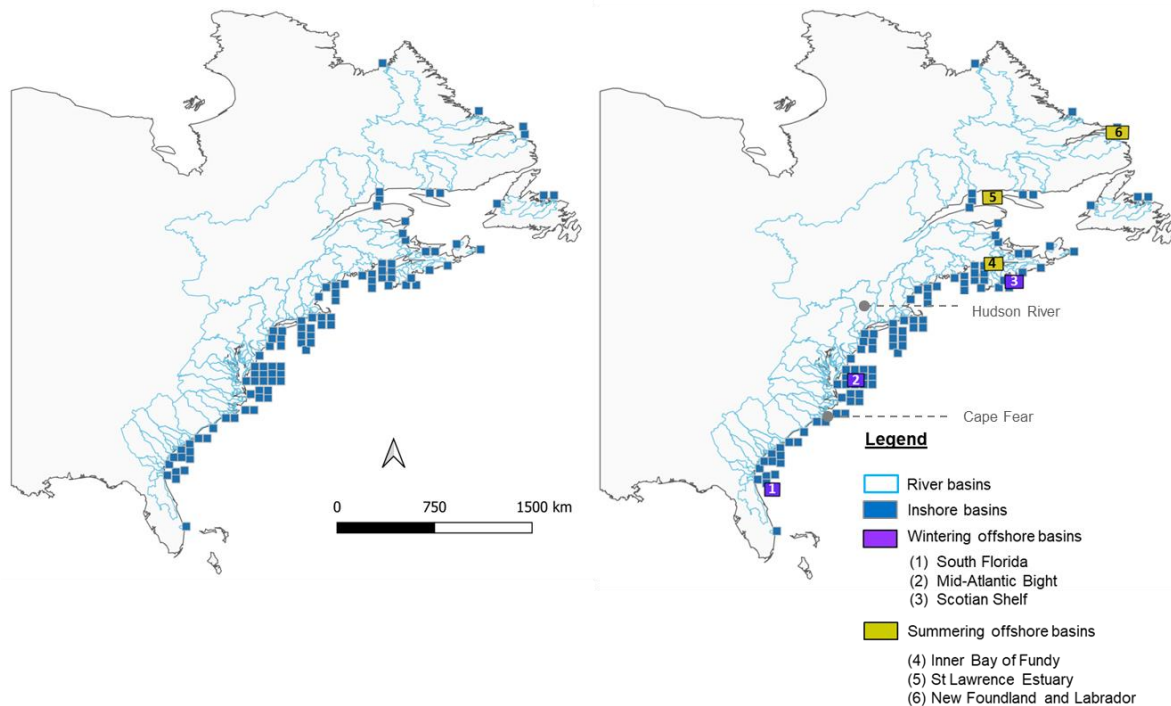 6
5
4
3
Hudson River
2
Cape Fear
1
0 750 1500 km
Legend
River basins
Inshore basins
Wintering offshore basins
(1) South Florida
(2) Mid-Atlantic Bight
(3) Scotian Shelf
Summering offshore basins
(4) Inner Bay of Fundy
(5) St Lawrence Estuary
(6) New Foundland and Labrador